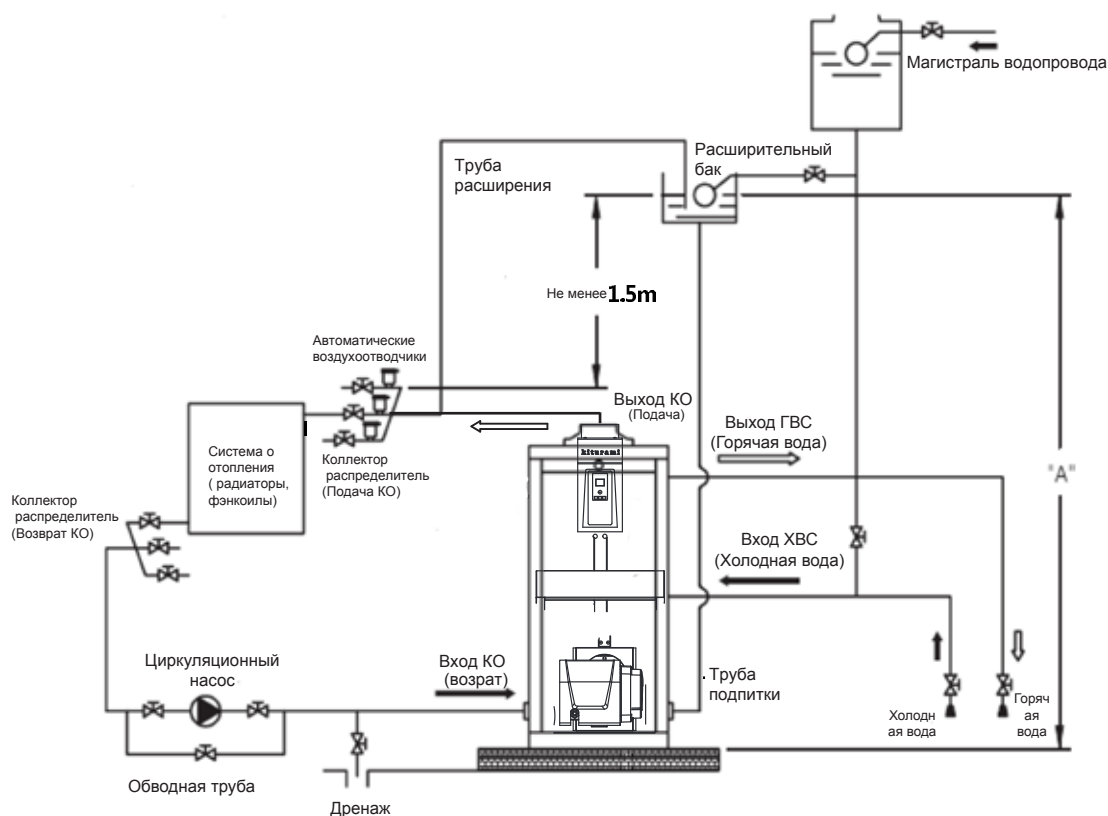 Магистраль водопровода
Расширительный
бак
Труба
расширения
Не менее 1.5m
Автоматические
воздухоотводчики
Выход КО
(Подача)
Выход ГВС
(Горячая вода)
kiturami
Система о
отопления
( радиаторы,
фэнкоилы)
Коллектор
распределитель
(Подача КО)
"A"
Коллектор
распределитель
(Возврат КО)
Вход ХВС
(Холодная вода)
Циркуляционный
насос
Вход КО
(возрат)
Труба
подпитки
Холодн
ая вода
Горяч
ая
вода
Обводная труба
Дренаж